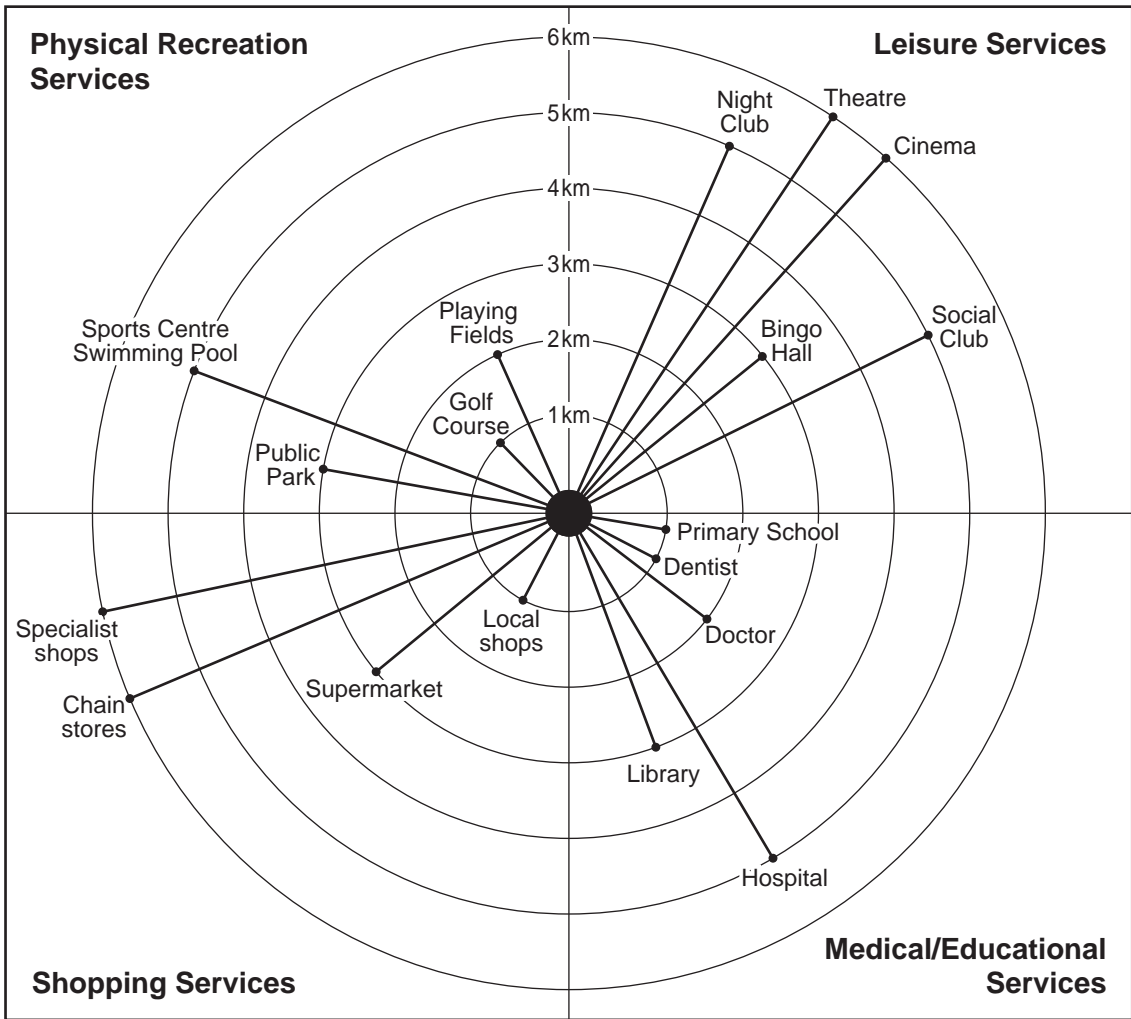 Physical Recreation
Services
Leisure Services
6km
5km
4km
3km
2km
1km
Night
Club
Theatre
Cinema
Social
Club
Bingo
Hall
Playing
Fields
Golf
Course
Sports Centre
Swimming Pool
Public
Park
Primary School
Dentist
Doctor
Library
Hospital
Local
shops
Supermarket
Specialist
shops
Chain
stores
Shopping Services
Medical/Educational
Services